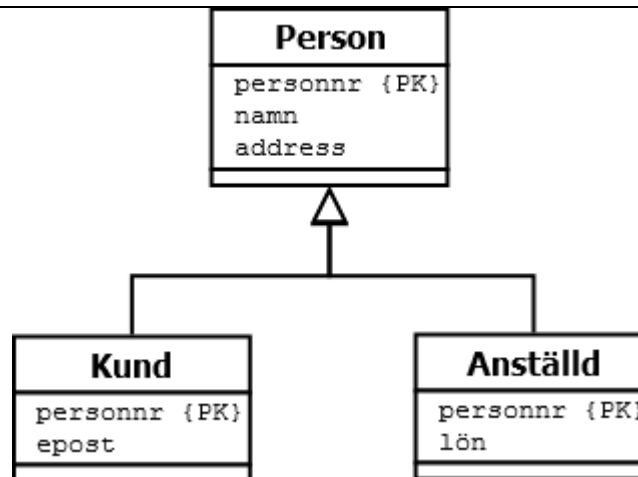 Person
personnr {PK}
namn
address
Kund
personnr {PK}
epost
Anställd
personnr {PK}
lön